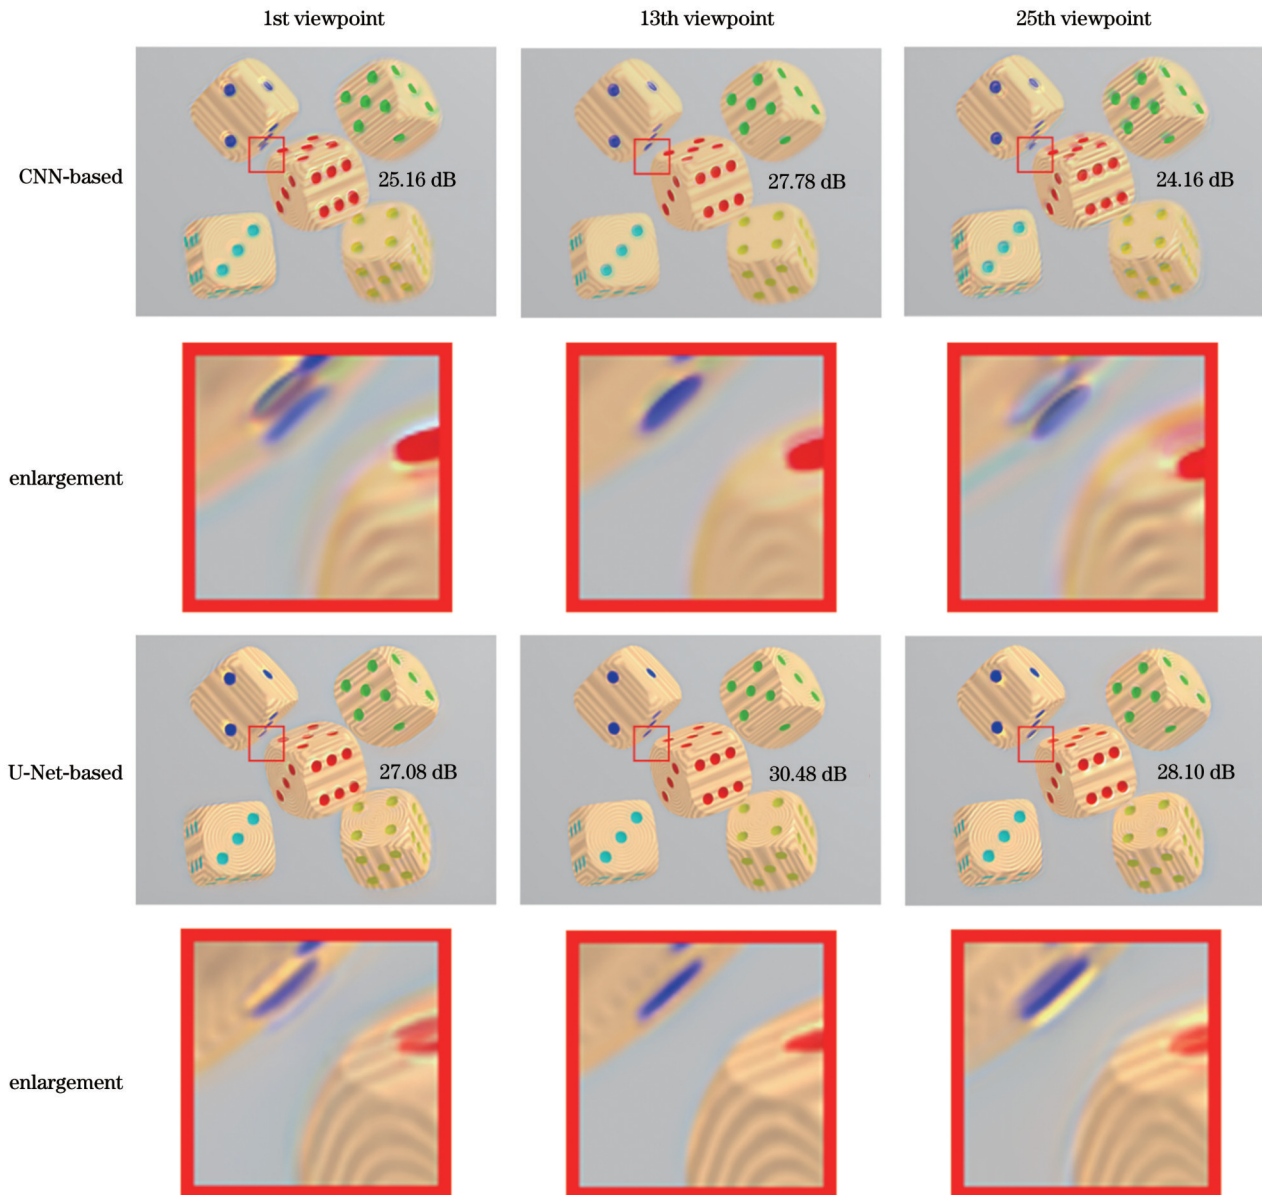 1st viewpoint
13th viewpoint
25th viewpoint
CNN-based
25.16 dB
27.78 dB
24.16 dB
enlargement
U-Net-based
27.08 dB
30.48 dB
28.10 dB
enlargement